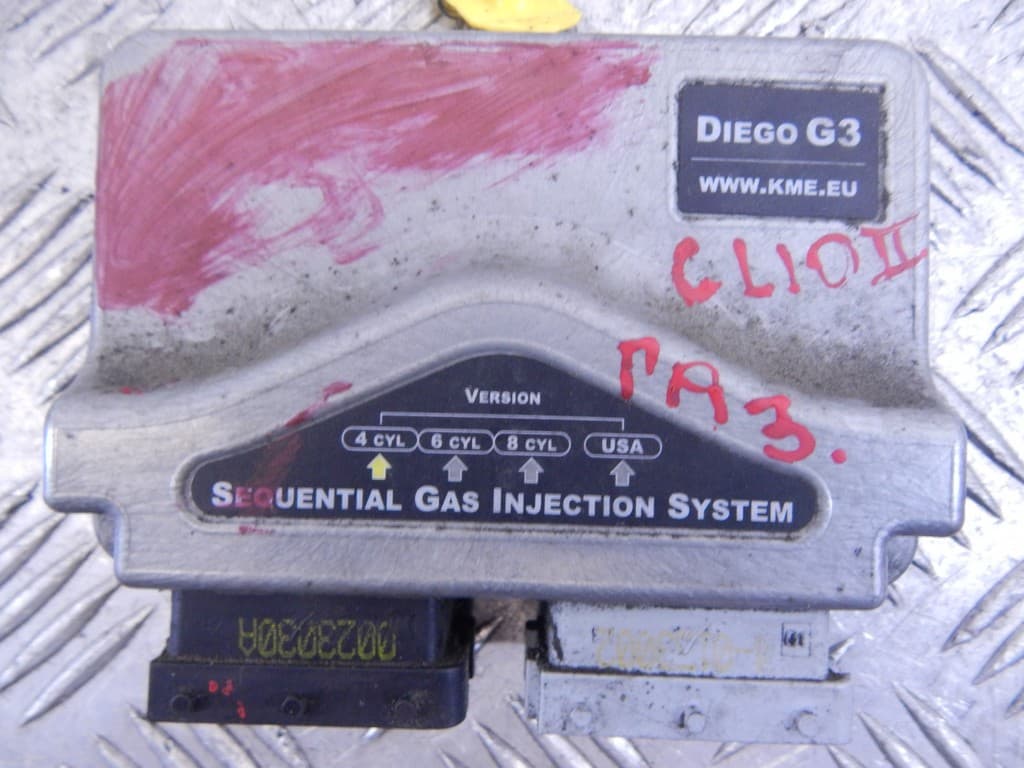 DIEGO G3
WWW.KME.EU
CLIO II
ГАЗ.
VERSION
4 CYL 6 CYL 8 CYL USA
SEQUENTIAL GAS INJECTION SYSTEM
0023030A